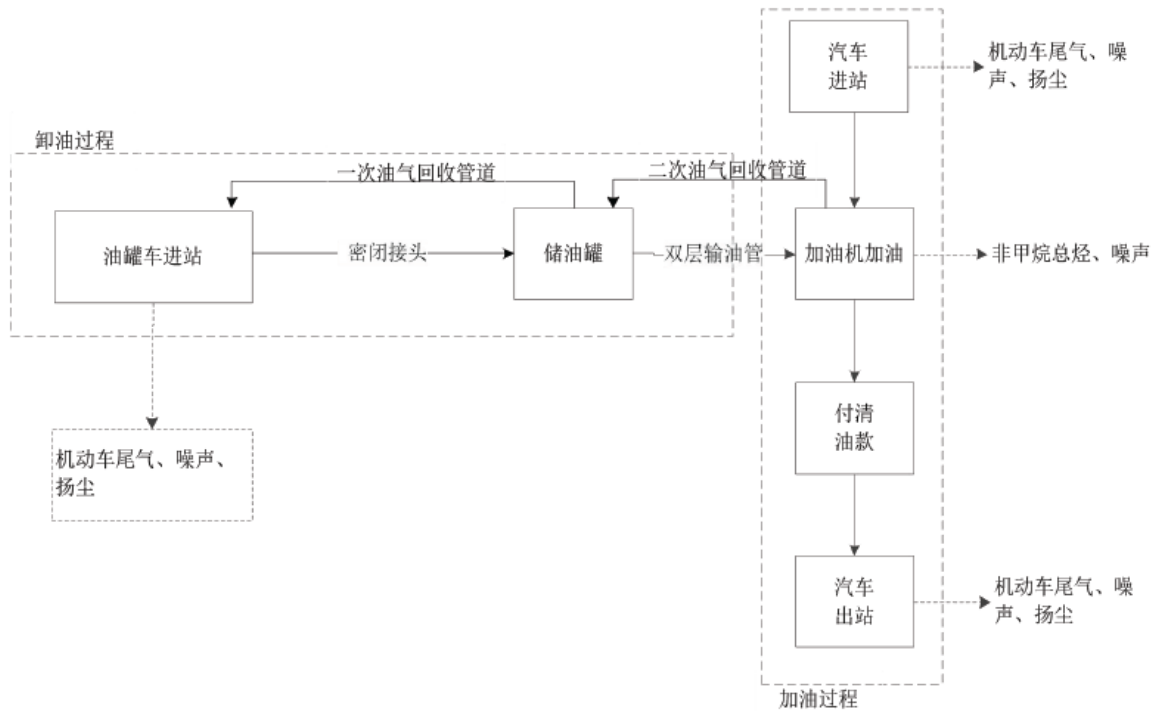 汽车
进站
机动车尾气、噪
声、扬尘
卸油过程
一次油气回收管道
二次油气回收管道
油罐车进站
密闭接头
储油罐
双层输油管
加油机加油
非甲烷总烃、噪声
付清
油款
机动车尾气、噪声、
扬尘
汽车
出站
机动车尾气、噪
声、扬尘
加油过程